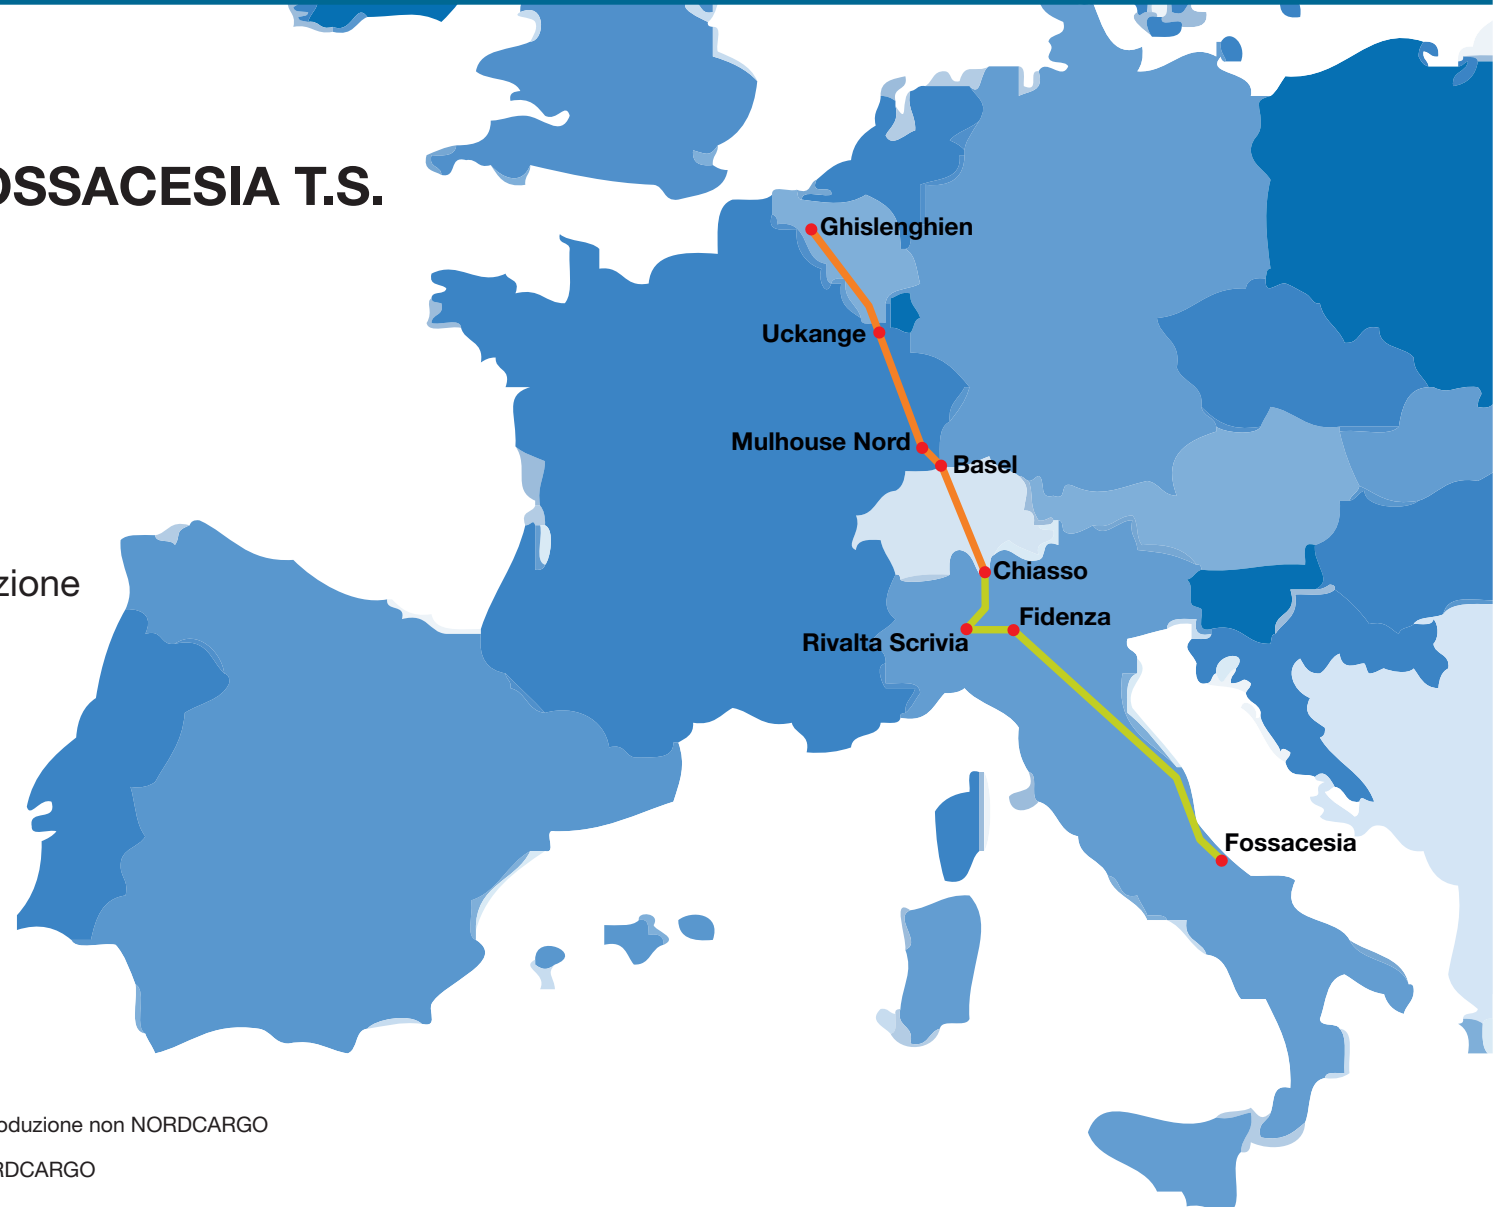 OSSACESIA T.S.
Ghislenghien
Uckange
Mulhouse Nord
Basel
zione
Chiasso
Fidenza
Rivalta Scrivia
Fossacesia
oduzione non NORDCARGO
RDCARGO